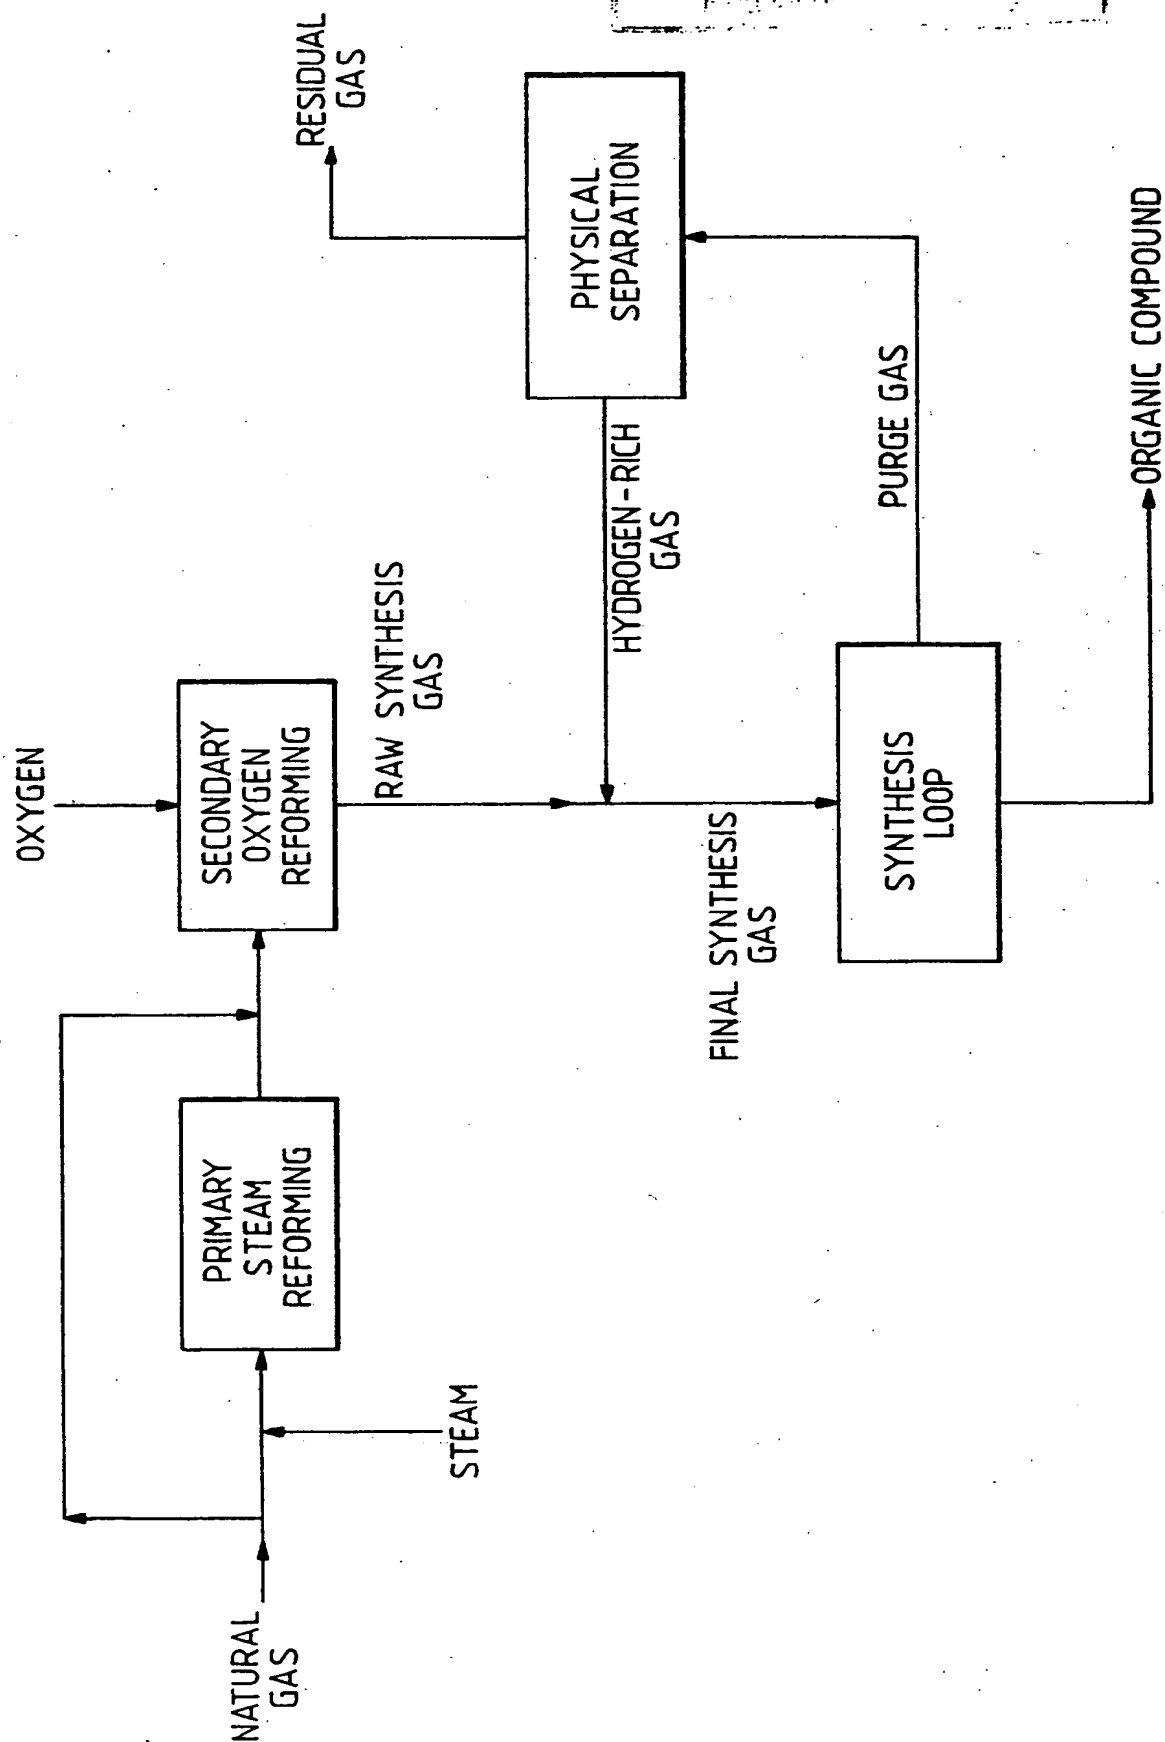 NATURAL
GAS
STEAM
PRIMARY
STEAM
REFORMING
OXYGEN
SECONDARY
OXYGEN
REFORMING
RAW SYNTHESIS
GAS
HYDROGEN-RICH
GAS
RESIDUAL
GAS
PHYSICAL
SEPARATION
FINAL SYNTHESIS
GAS
SYNTHESIS
LOOP
PURGE GAS
ORGANIC COMPOUND